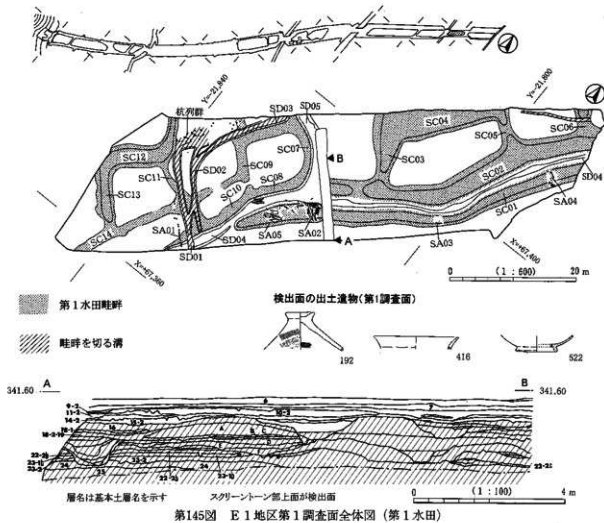 Y=-21,840
Y=-21,800
杭列群
SD03
SD05
SC04
SC05
SC06
SC12
SC11
SD02
SC09
SC07
B
SC03
SC02
SD04
SC13
SC10
SC08
SC01
SA04
SC14
SA01
SD04
SA05
SA02
A
SA03
SD01
X=+67,360
X=+67,400
0 (1:600) 20 m
第1水田畦畔
検出面の出土遺物(第1調査面)
畦畔を切る溝
192
416
522
A
B
341.60
341.60
層名は基本土層名を示す
スクリーントーン部上面が検出面
0 (1:100) 4 m
第145図 E1地区第1調査面全体図(第1水田)